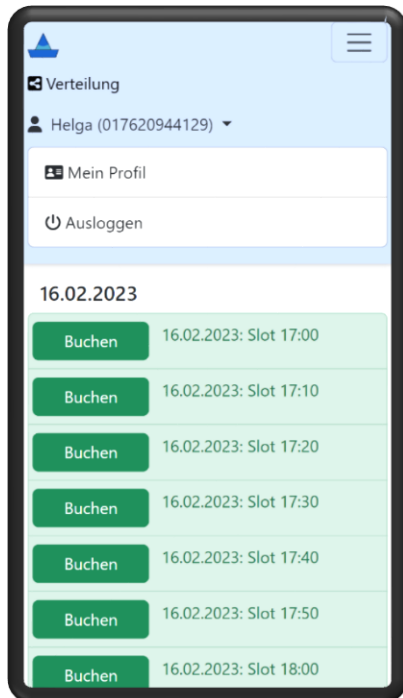 Verteilung
Helga (017620944129)
Mein Profil
Ausloggen
16.02.2023
Buchen 16.02.2023: Slot 17:00
Buchen 16.02.2023: Slot 17:10
Buchen 16.02.2023: Slot 17:20
Buchen 16.02.2023: Slot 17:30
Buchen 16.02.2023: Slot 17:40
Buchen 16.02.2023: Slot 17:50
Buchen 16.02.2023: Slot 18:00